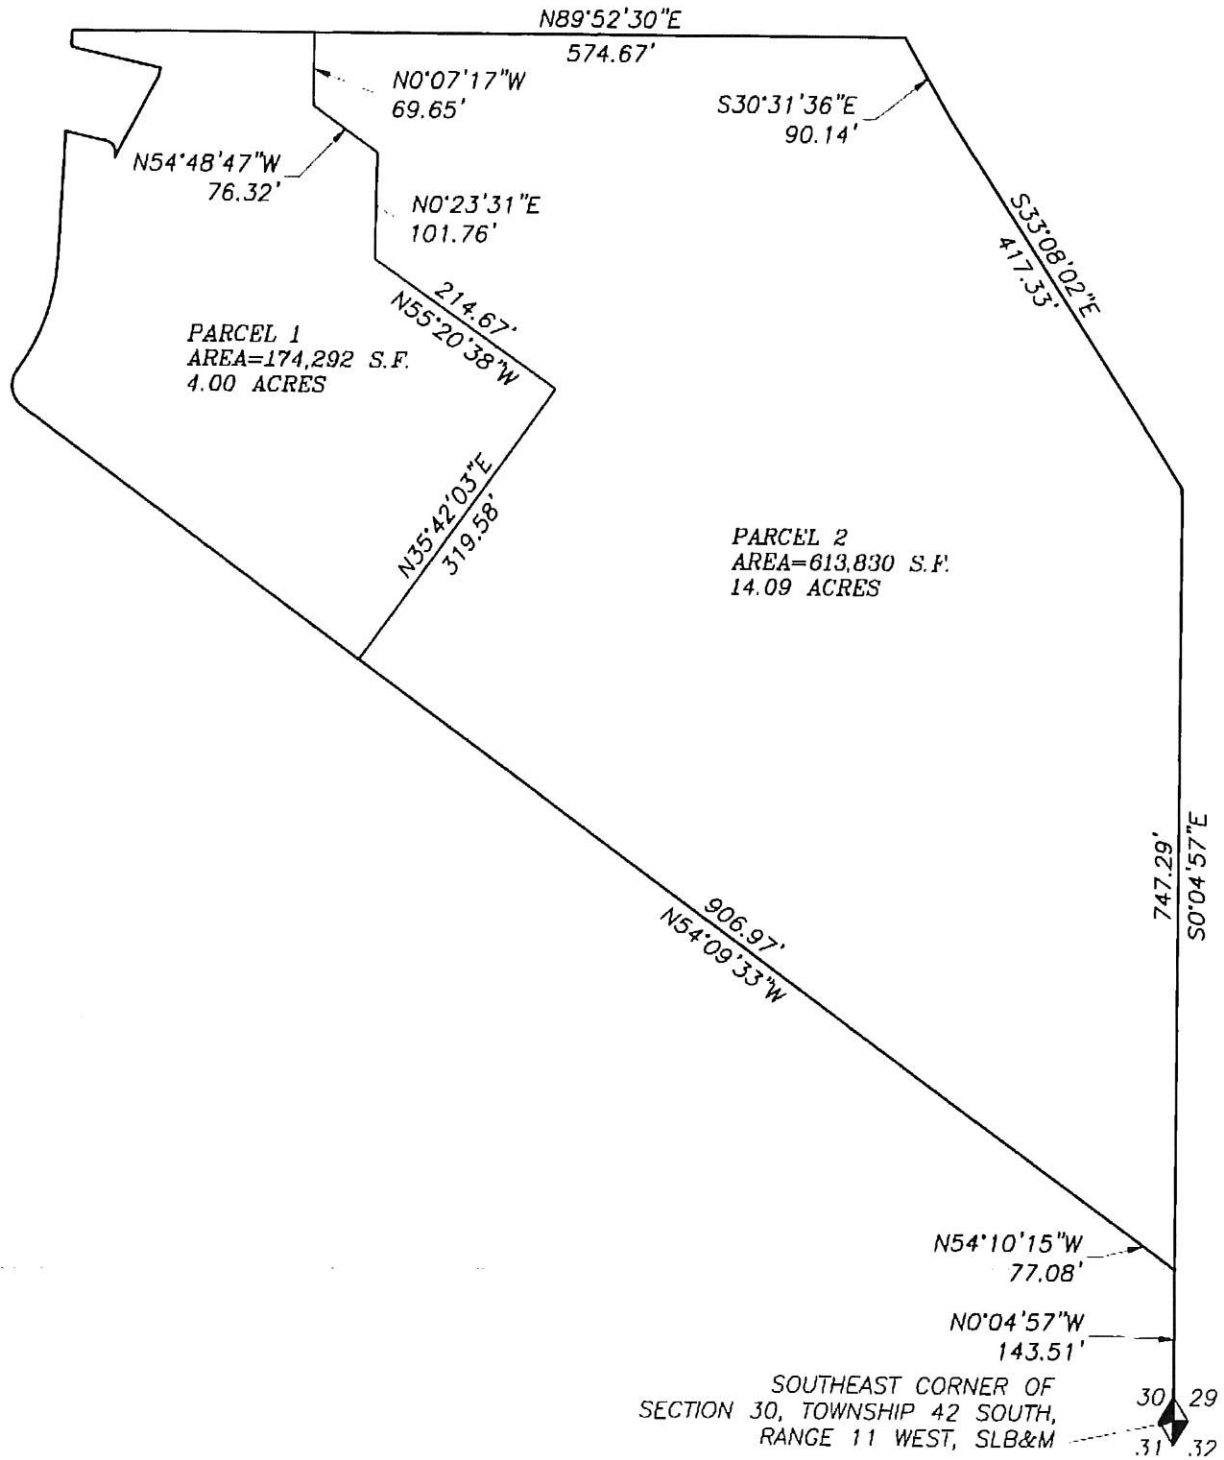 N89°52'30"E
574.67'
N0°07'17"W
69.65'
S30°31'36"E
90.14'
N54°48'47"W
76.32'
N0°23'31"E
101.76'
S33°08'02"E
417.33'
214.67'
N55°20'38"W
PARCEL 1
AREA=174,292 S.F.
4.00 ACRES
N35°42'03"E
319.58'
PARCEL 2
AREA=613,830 S.F.
14.09 ACRES
747.29'
S0°04'57"E
906.97'
N54°09'33"W
N54°10'15"W
77.08'
N0°04'57"W
143.51'
SOUTHEAST CORNER OF
SECTION 30, TOWNSHIP 42 SOUTH,
RANGE 11 WEST, SLB&M
30 29
31 32